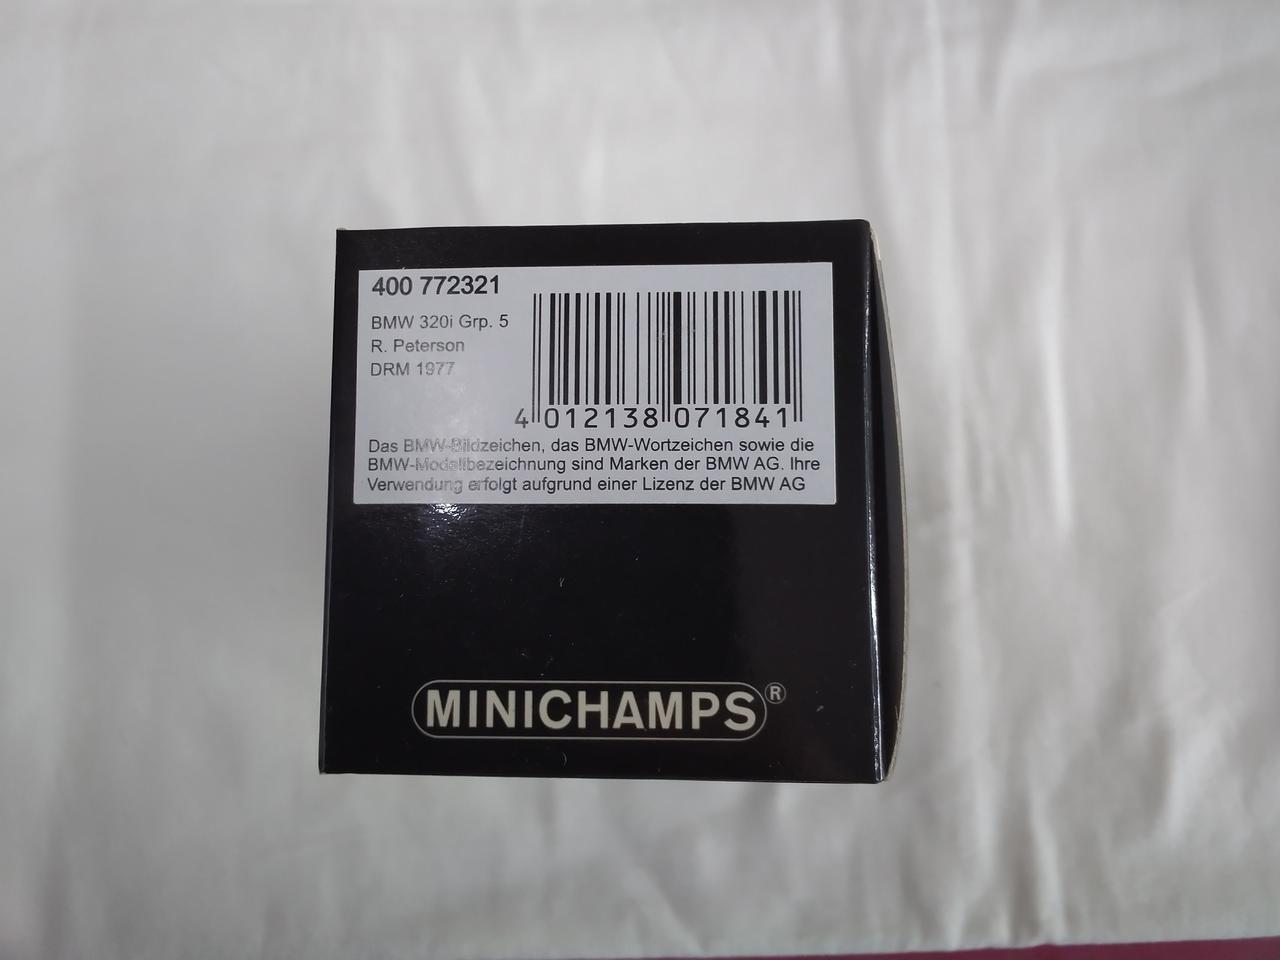 400 772321
BMW 320i Grp. 5
R. Peterson
DRM 1977
4 012138 071841
Das BMW-Bildzeichen, das BMW-Wortzeichen sowie die
BMW-Modellbezeichnung sind Marken der BMW AG. Ihre
Verwendung erfolgt aufgrund einer Lizenz der BMW AG
MINICHAMPS®